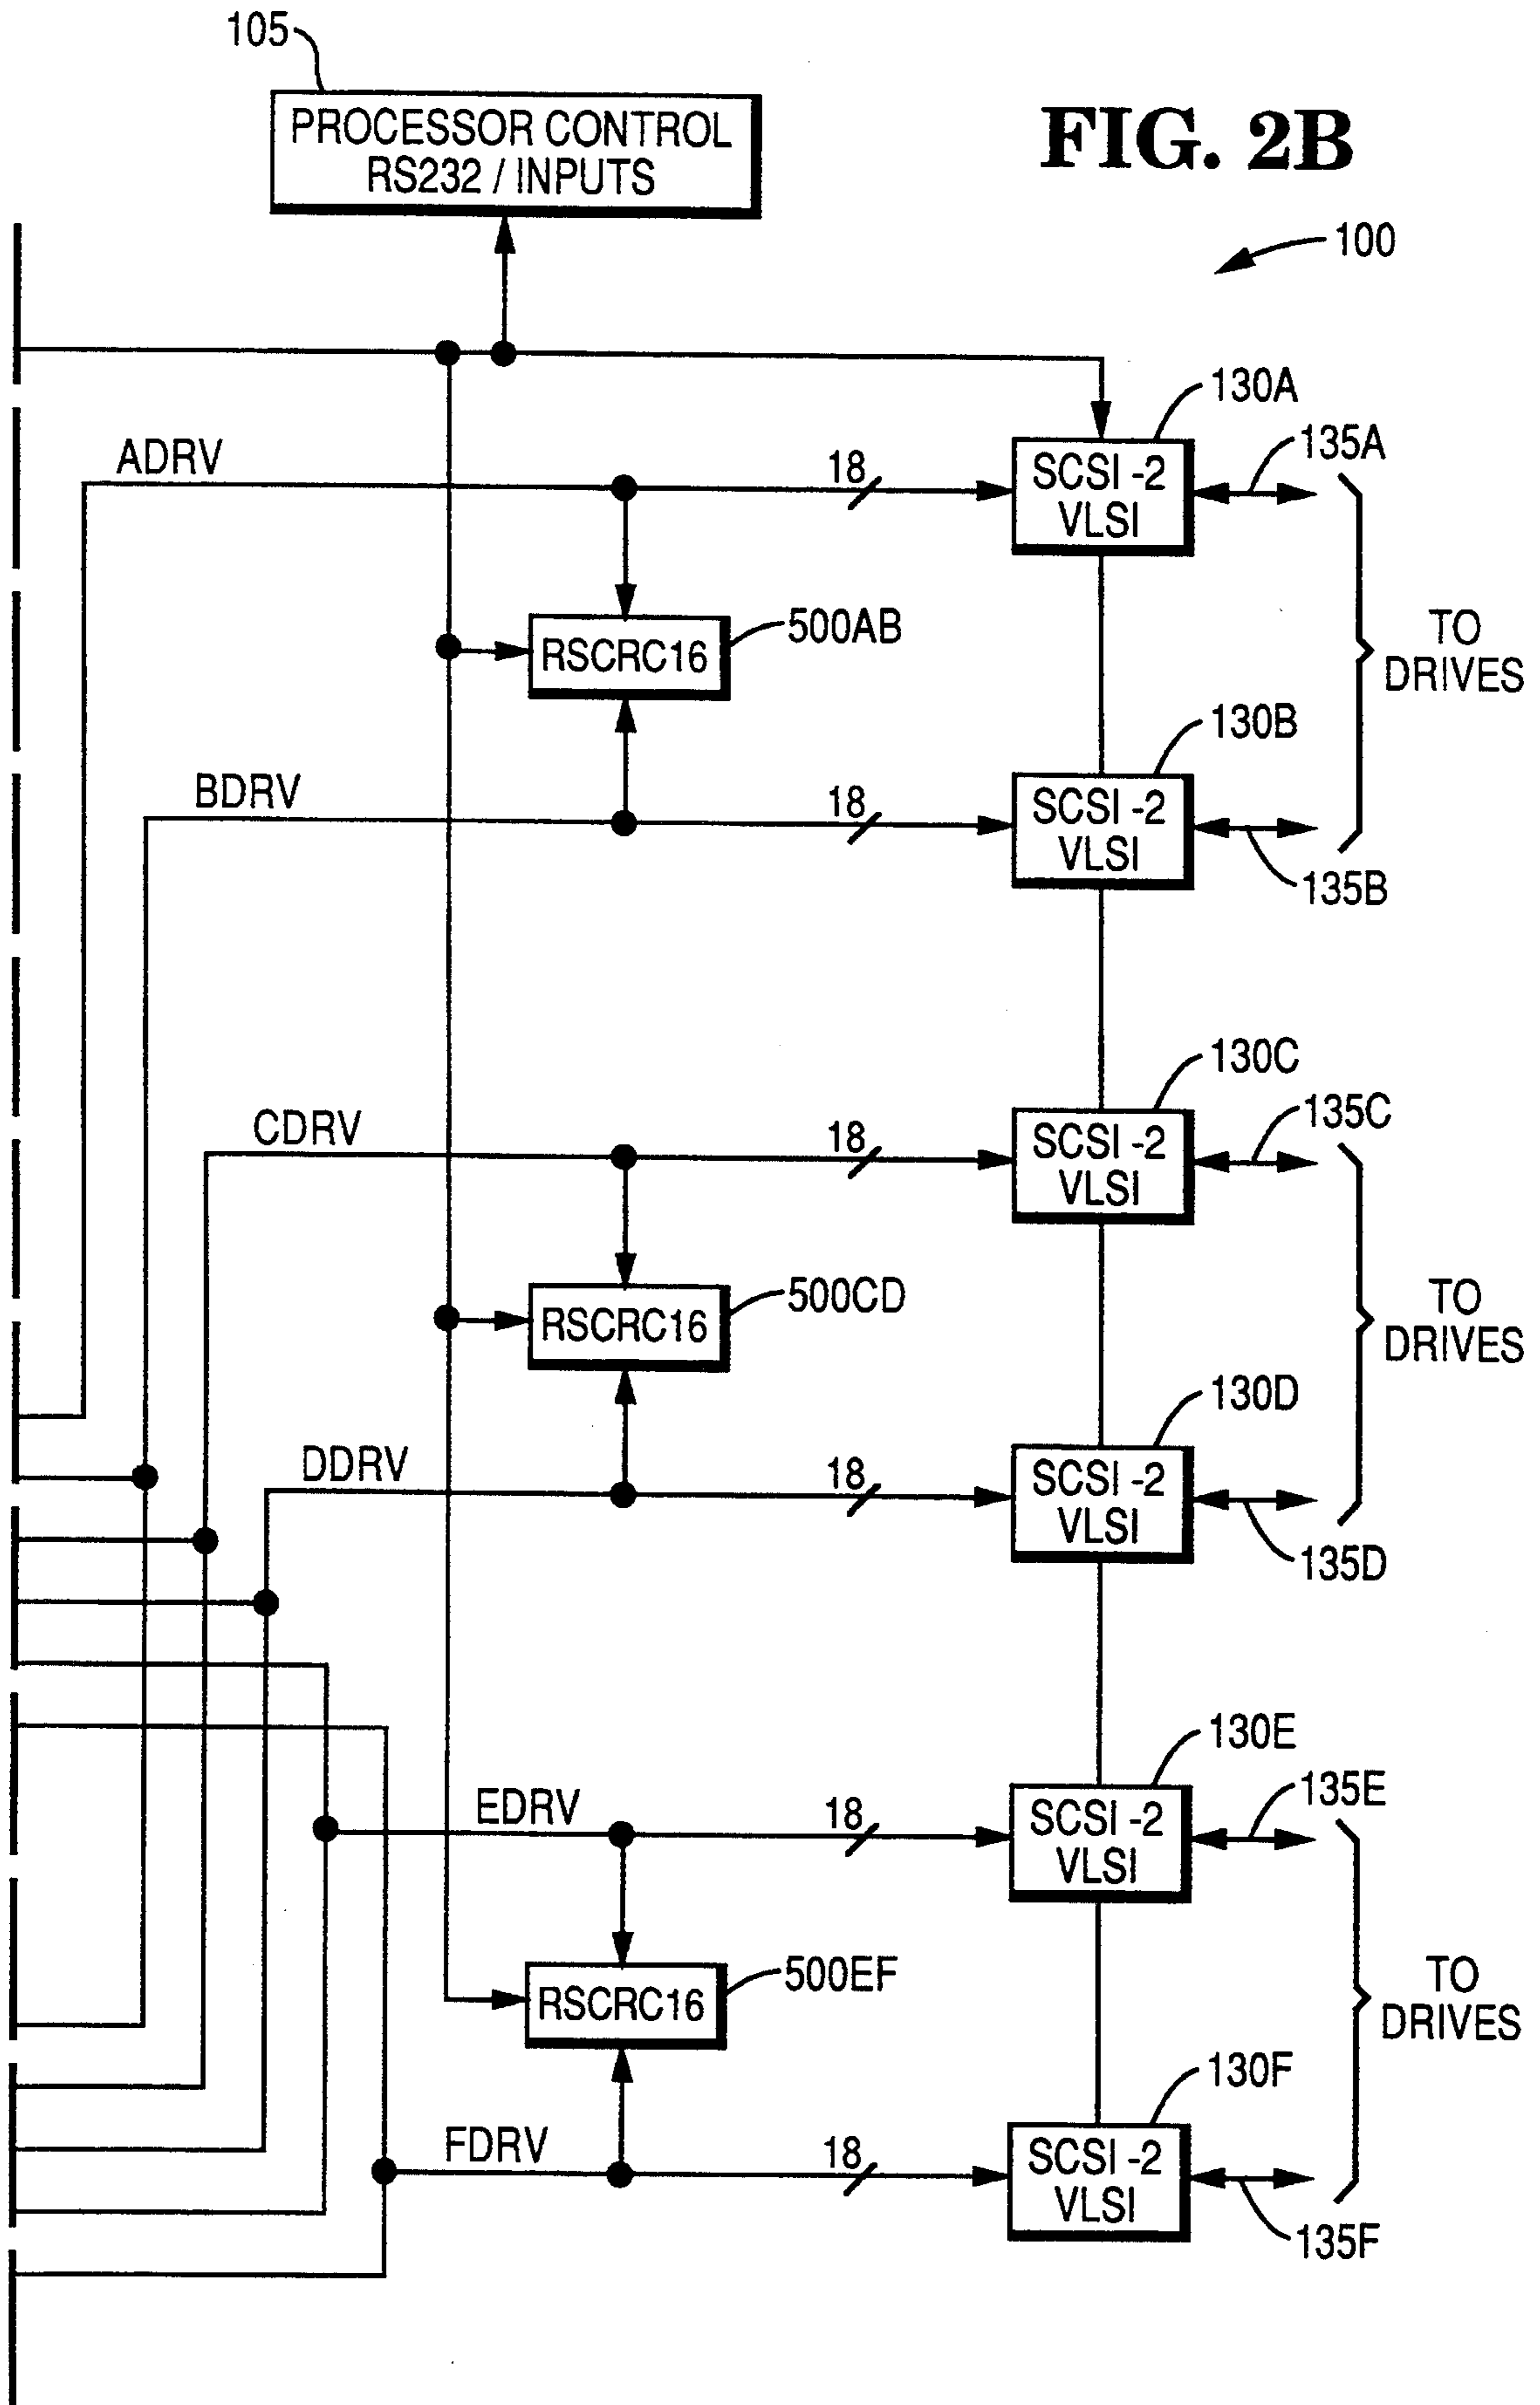 105
PROCESSOR CONTROL
RS232 / INPUTS
FIG. 2B
100
130A
ADRV
18
SCSI -2
VLSI
135A
500AB
RSCRC16
TO
DRIVES
130B
BDRV
18
SCSI -2
VLSI
135B
130C
CDRV
18
SCSI -2
VLSI
135C
500CD
RSCRC16
TO
DRIVES
130D
DDRV
18
SCSI -2
VLSI
135D
130E
EDRV
18
SCSI -2
VLSI
135E
500EF
RSCRC16
TO
DRIVES
130F
FDRV
18
SCSI -2
VLSI
135F